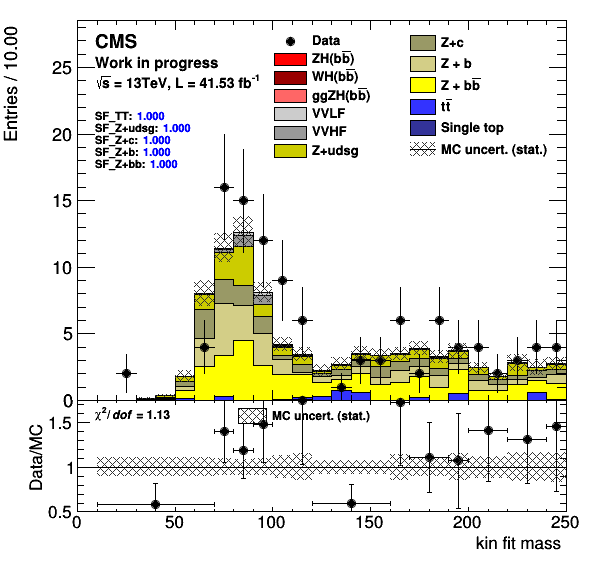 CMS
Work in progress
√s = 13TeV, L = 41.53 fb⁻¹
SF_TT: 1.000
SF_Z+udsg: 1.000
SF_Z+c: 1.000
SF_Z+b: 1.000
SF_Z+bb: 1.000
Data
ZH(bb̅)
WH(bb̅)
ggZH(bb̅)
VVLF
VVHF
Z+udsg
Z+c
Z + b
Z + bb̅
tt̅
Single top
MC uncert. (stat.)
Entries / 10.00
25
20
15
10
5
0
χ²/ dof = 1.13
MC uncert. (stat.)
Data/MC
1.5
1
0.5
0
50
100
150
200
250
kin fit mass